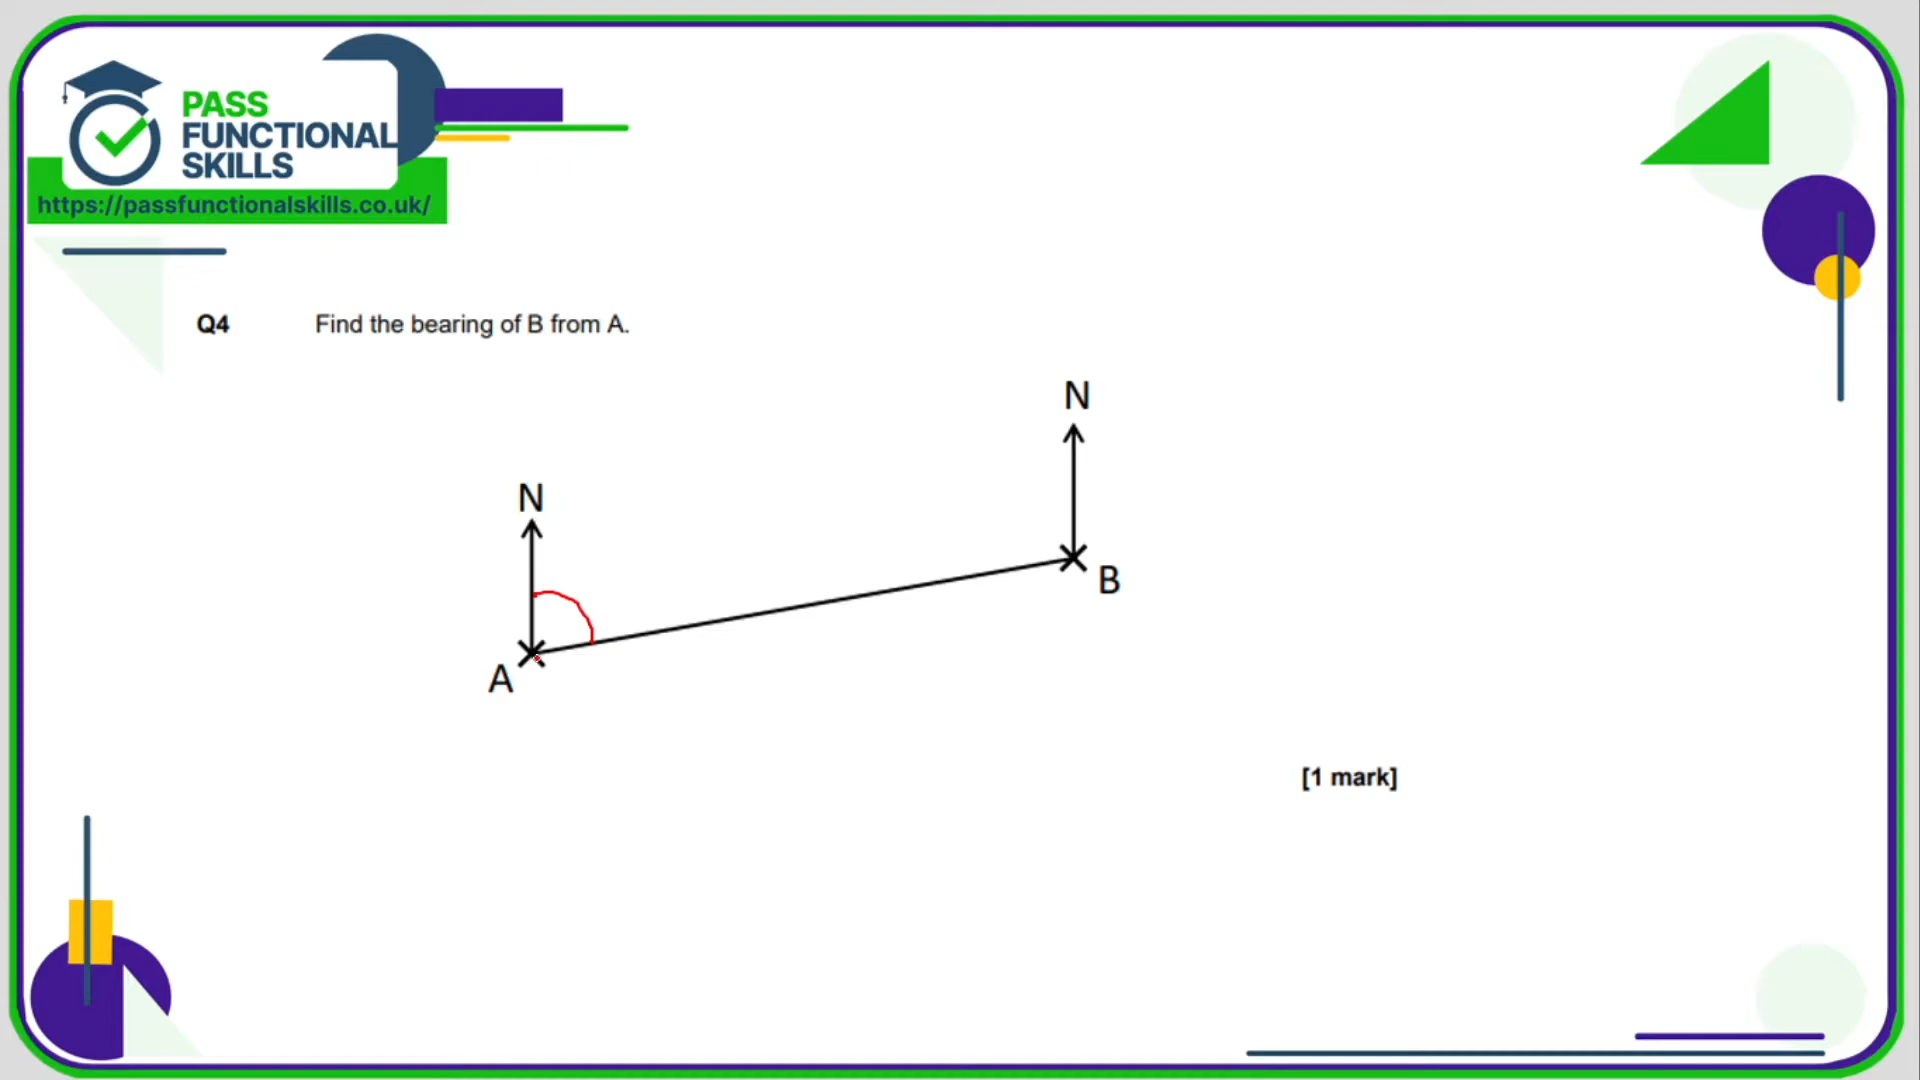 PASS
FUNCTIONAL
SKILLS
https://passfunctionalskills.co.uk/
Q4 Find the bearing of B from A.
N
N
B
A
[1 mark]